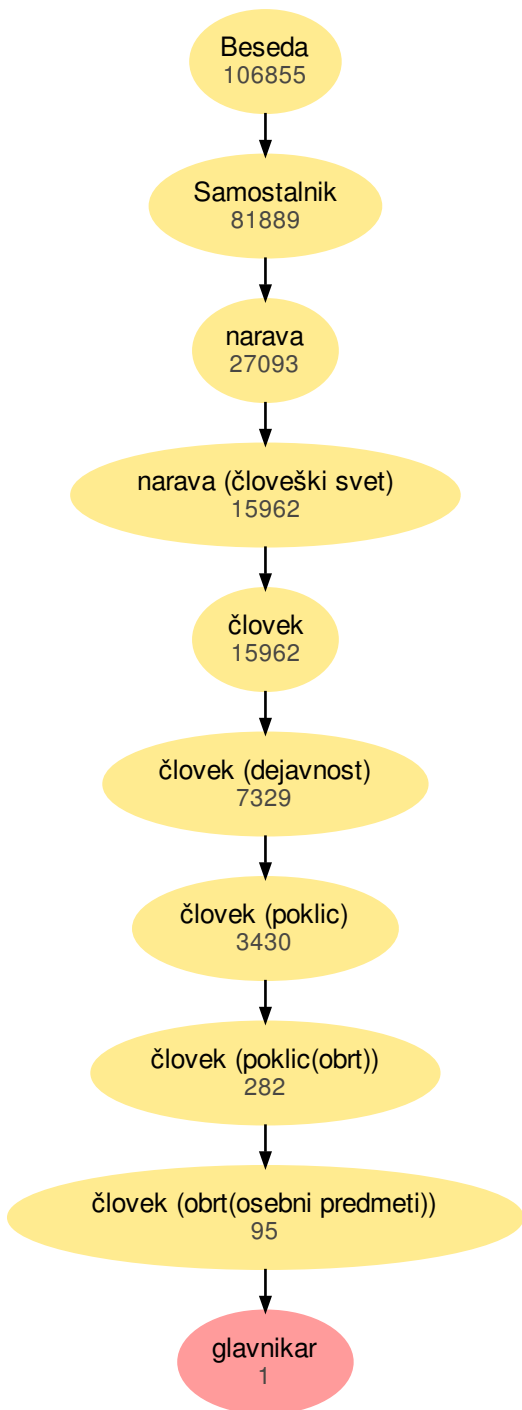 Beseda
106855
Samostalnik
81889
narava
27093
narava (človeški svet)
15962
človek
15962
človek (dejavnost)
7329
človek (poklic)
3430
človek (poklic(obrt))
282
človek (obrt(osebni predmeti))
95
glavnikar
1